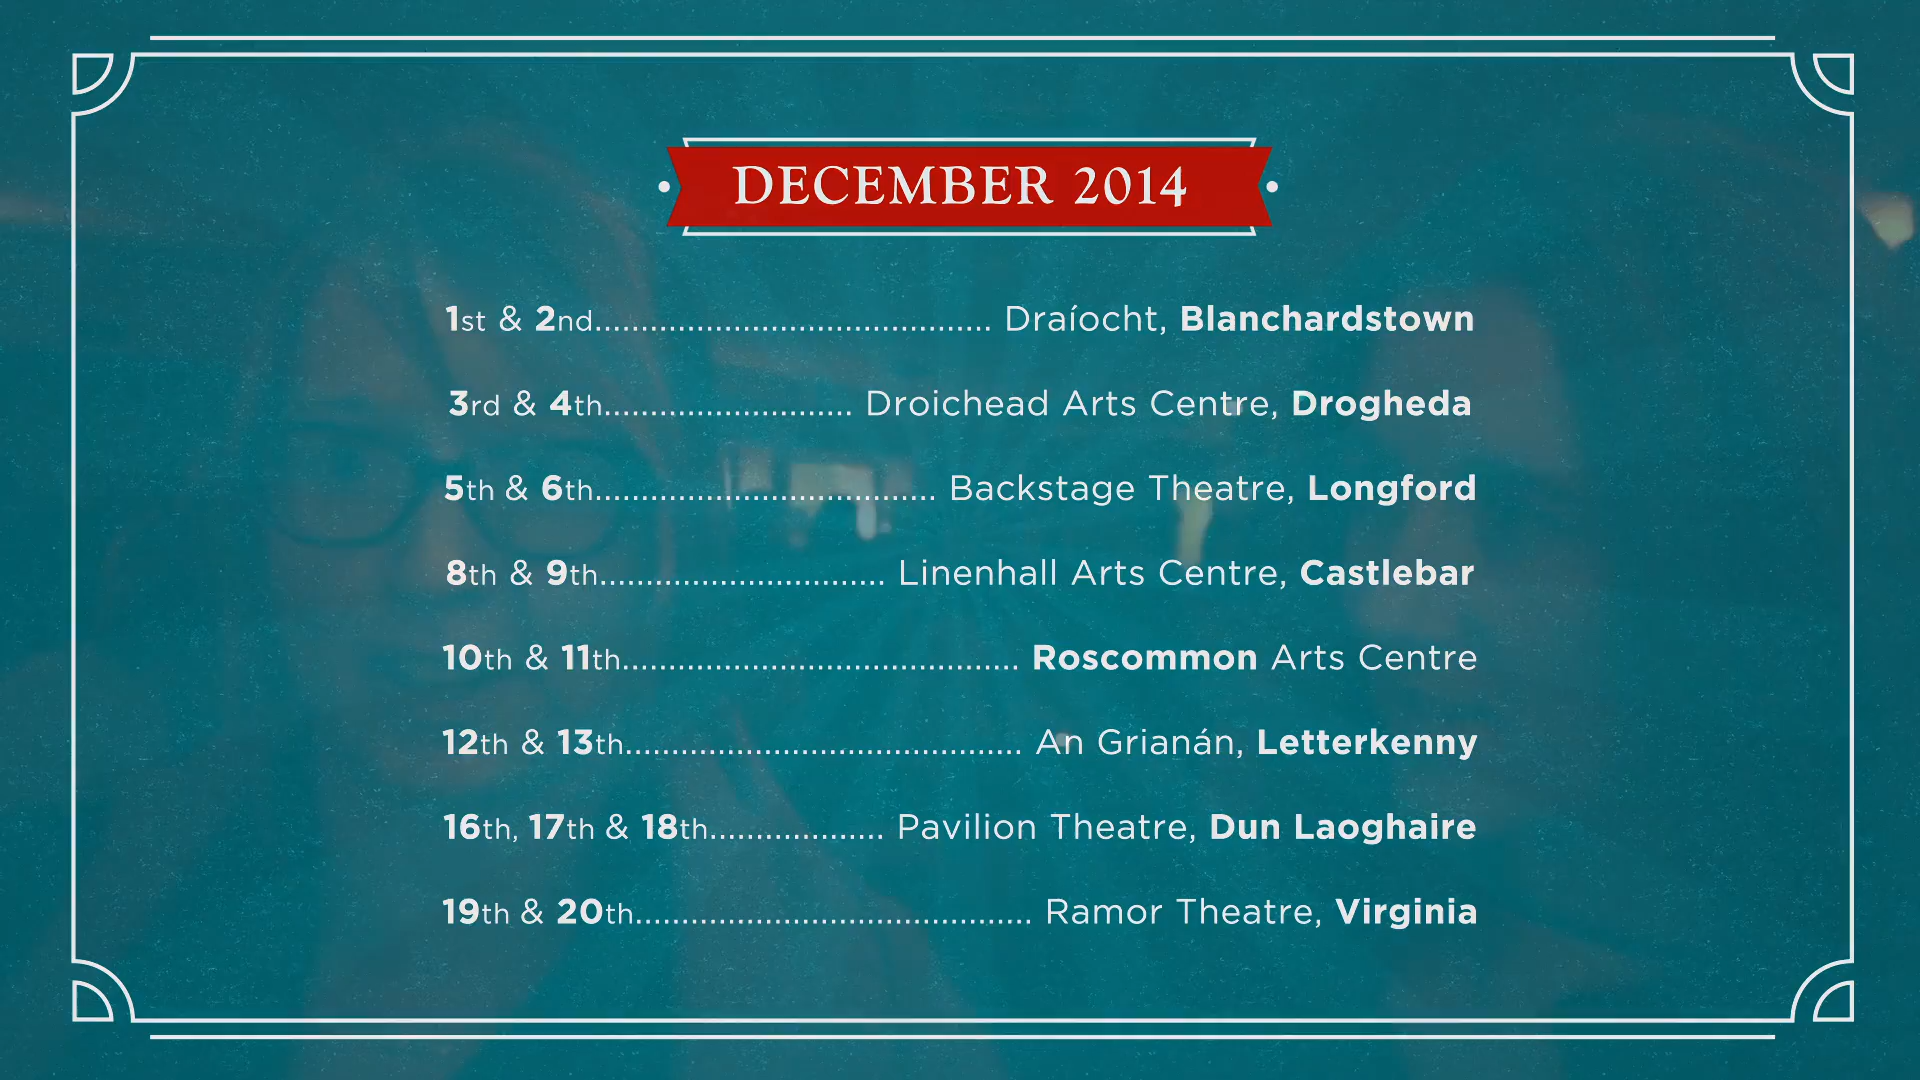 DECEMBER 2014
1st & 2nd........................................... Draíocht, Blanchardstown
3rd & 4th........................... Droichead Arts Centre, Drogheda
5th & 6th..................................... Backstage Theatre, Longford
8th & 9th............................... Linenhall Arts Centre, Castlebar
10th & 11th........................................... Roscommon Arts Centre
12th & 13th........................................... An Grianán, Letterkenny
16th, 17th & 18th................... Pavilion Theatre, Dun Laoghaire
19th & 20th........................................... Ramor Theatre, Virginia